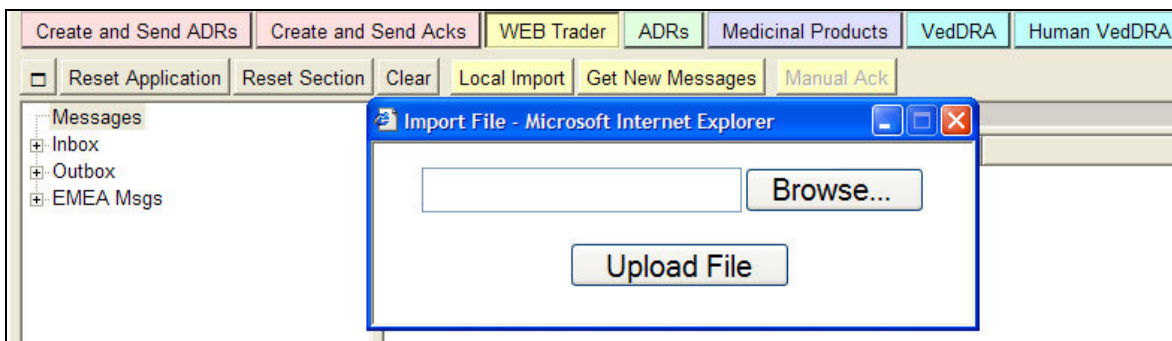 Create and Send ADRs Create and Send Acks WEB Trader ADRs Medicinal Products VedDRA Human VedDRA
Reset Application Reset Section Clear Local Import Get New Messages Manual Ack
Messages
Import File - Microsoft Internet Explorer
Inbox
Outbox
EMEA Msgs
Browse...
Upload File